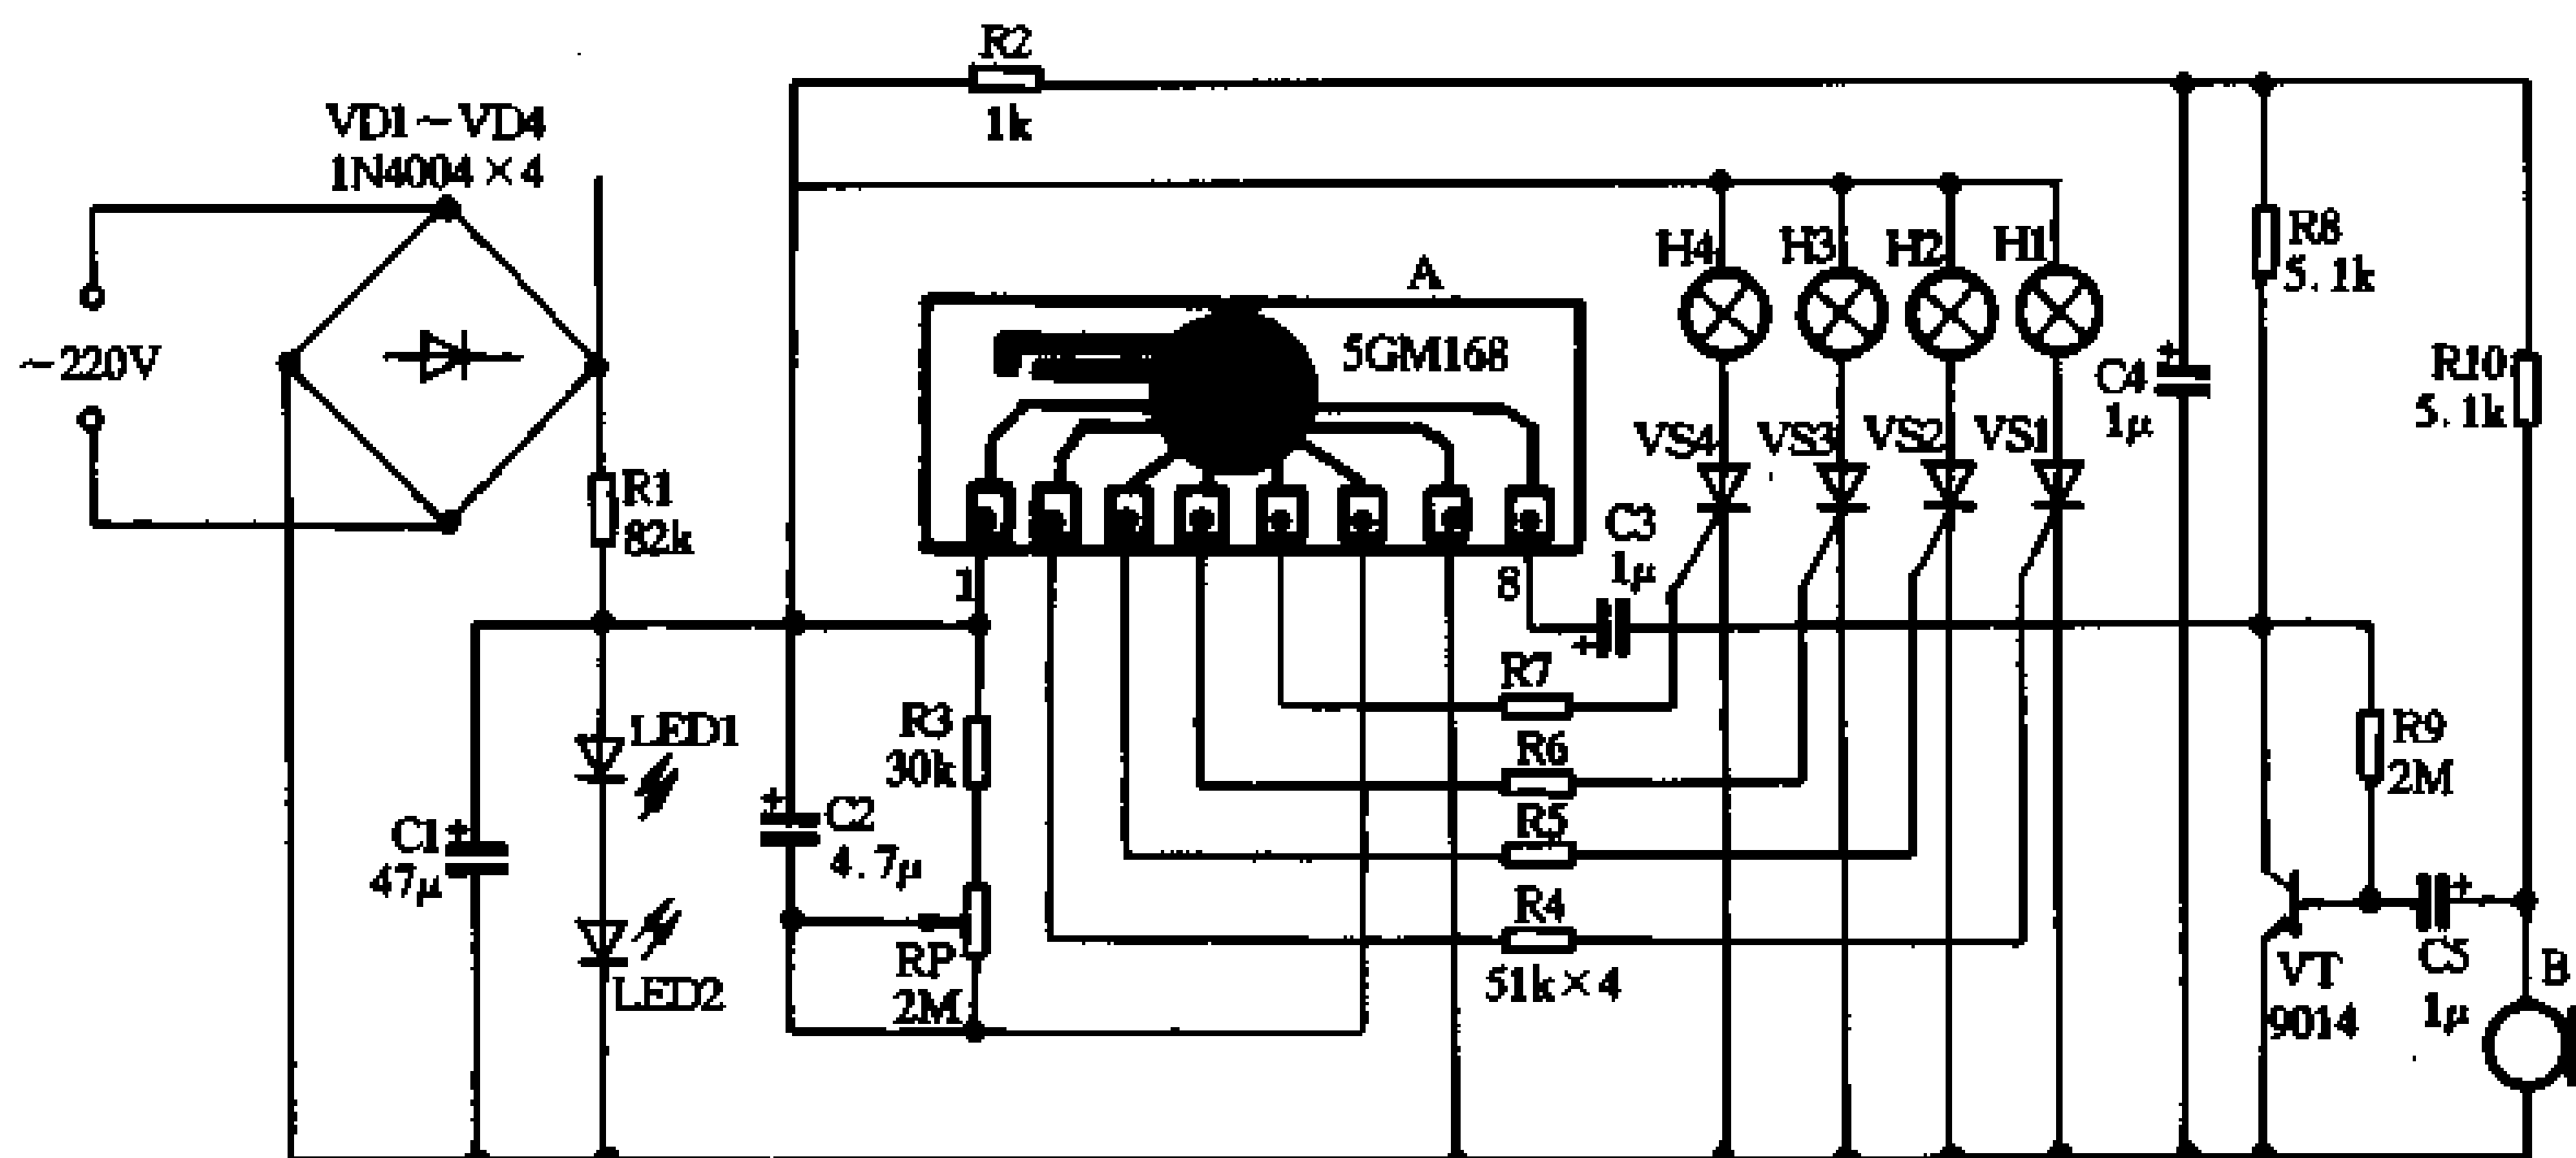 R2
1k
VD1～VD4
1N4004×4
～220V
R1
82k
A
5GM168
1
8
H4
H3
H2
H1
VS4
VS3
VS2
VS1
C3
1μ
+
C4
+
1μ
R8
5.1k
R10
5.1k
R3
30k
LED1
LED2
C1
+
47μ
+
C2
4.7μ
RP
2M
R7
R6
R5
R4
51k×4
R9
2M
VT
9014
+
C5
1μ
B